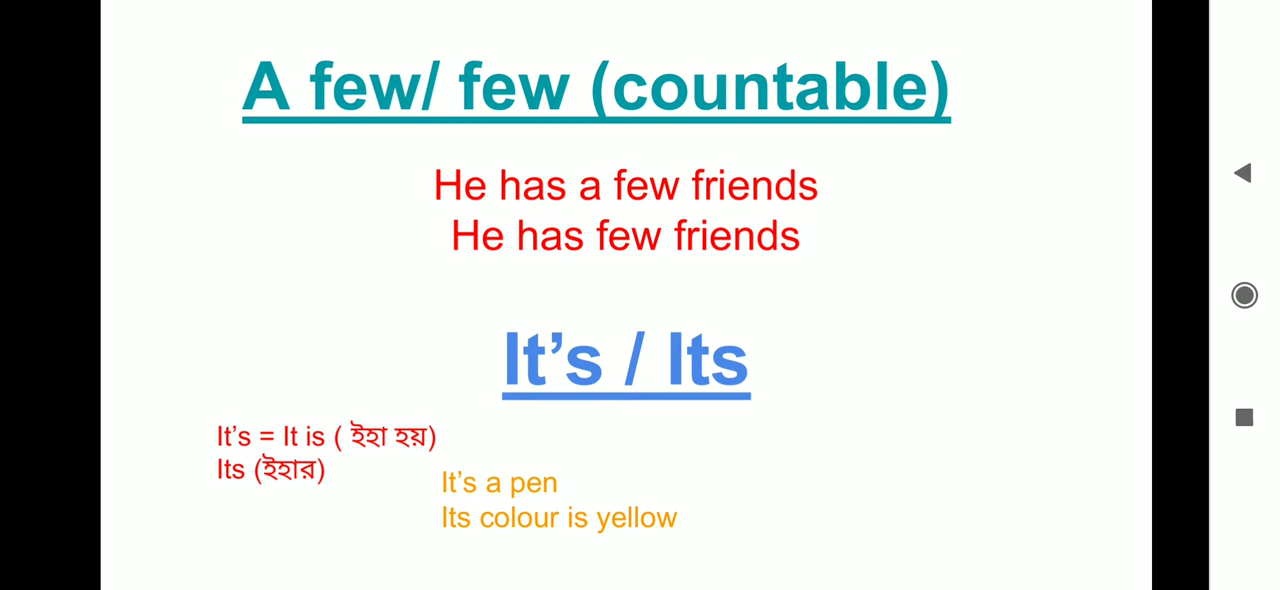 A few/ few (countable)
He has a few friends
He has few friends
It’s / Its
It’s = It is ( ইহা হয়)
Its (ইহার)
It’s a pen
Its colour is yellow